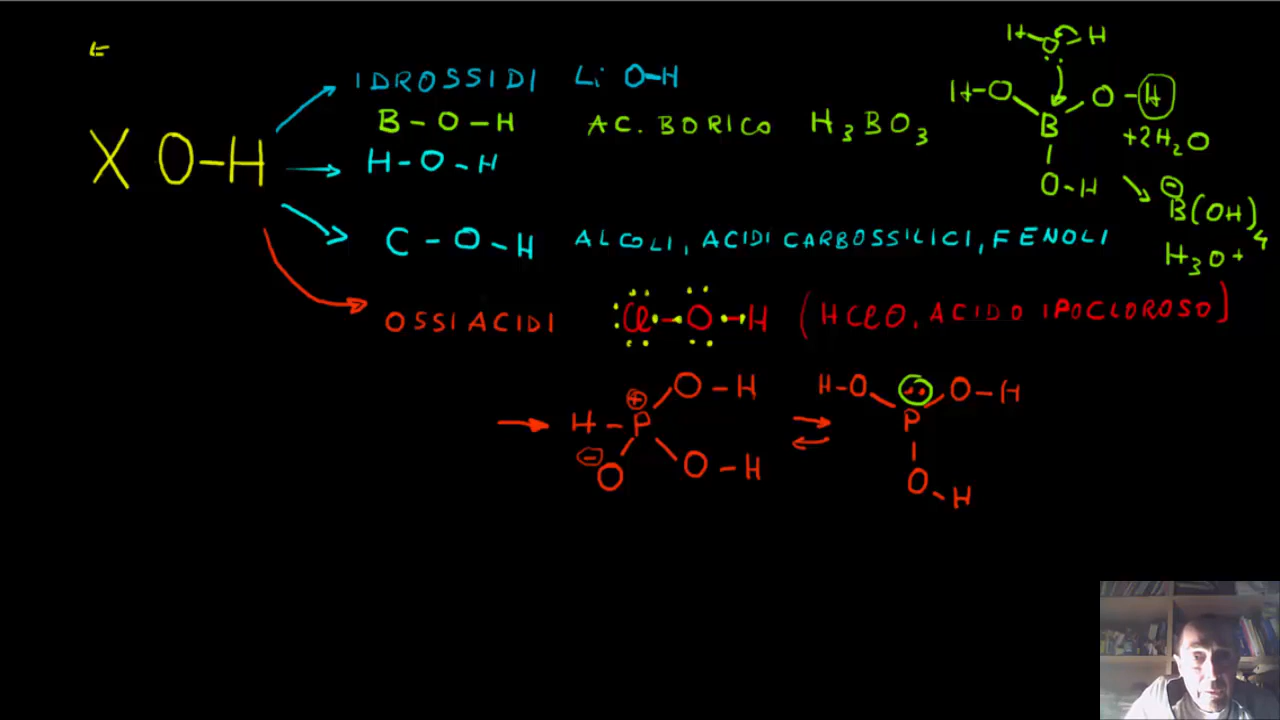 IDROSSIDI Li O-H
B-O-H AC. BORICO H3BO3
X O-H
H-O-H
C-O-H ALCOLI, ACIDI CARBOSSILICI, FENOLI
OSSIACIDI Cl-O-H (HClO, ACIDO IPOCLOROSO)
H-O-H
H-O B O-H
O-H
+2H2O
⊖
B(OH)4
H3O+
⊕ O-H
H-P
⊖ O O-H
⇌
H-O P O-H
O-H